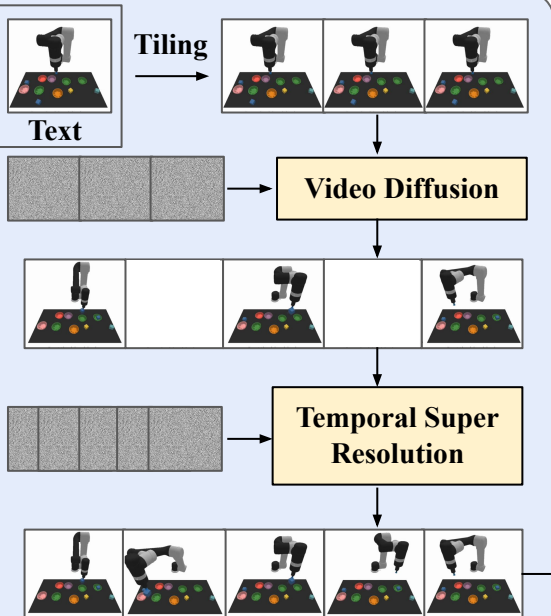 Tiling
Text
Video Diffusion
Temporal Super
Resolution